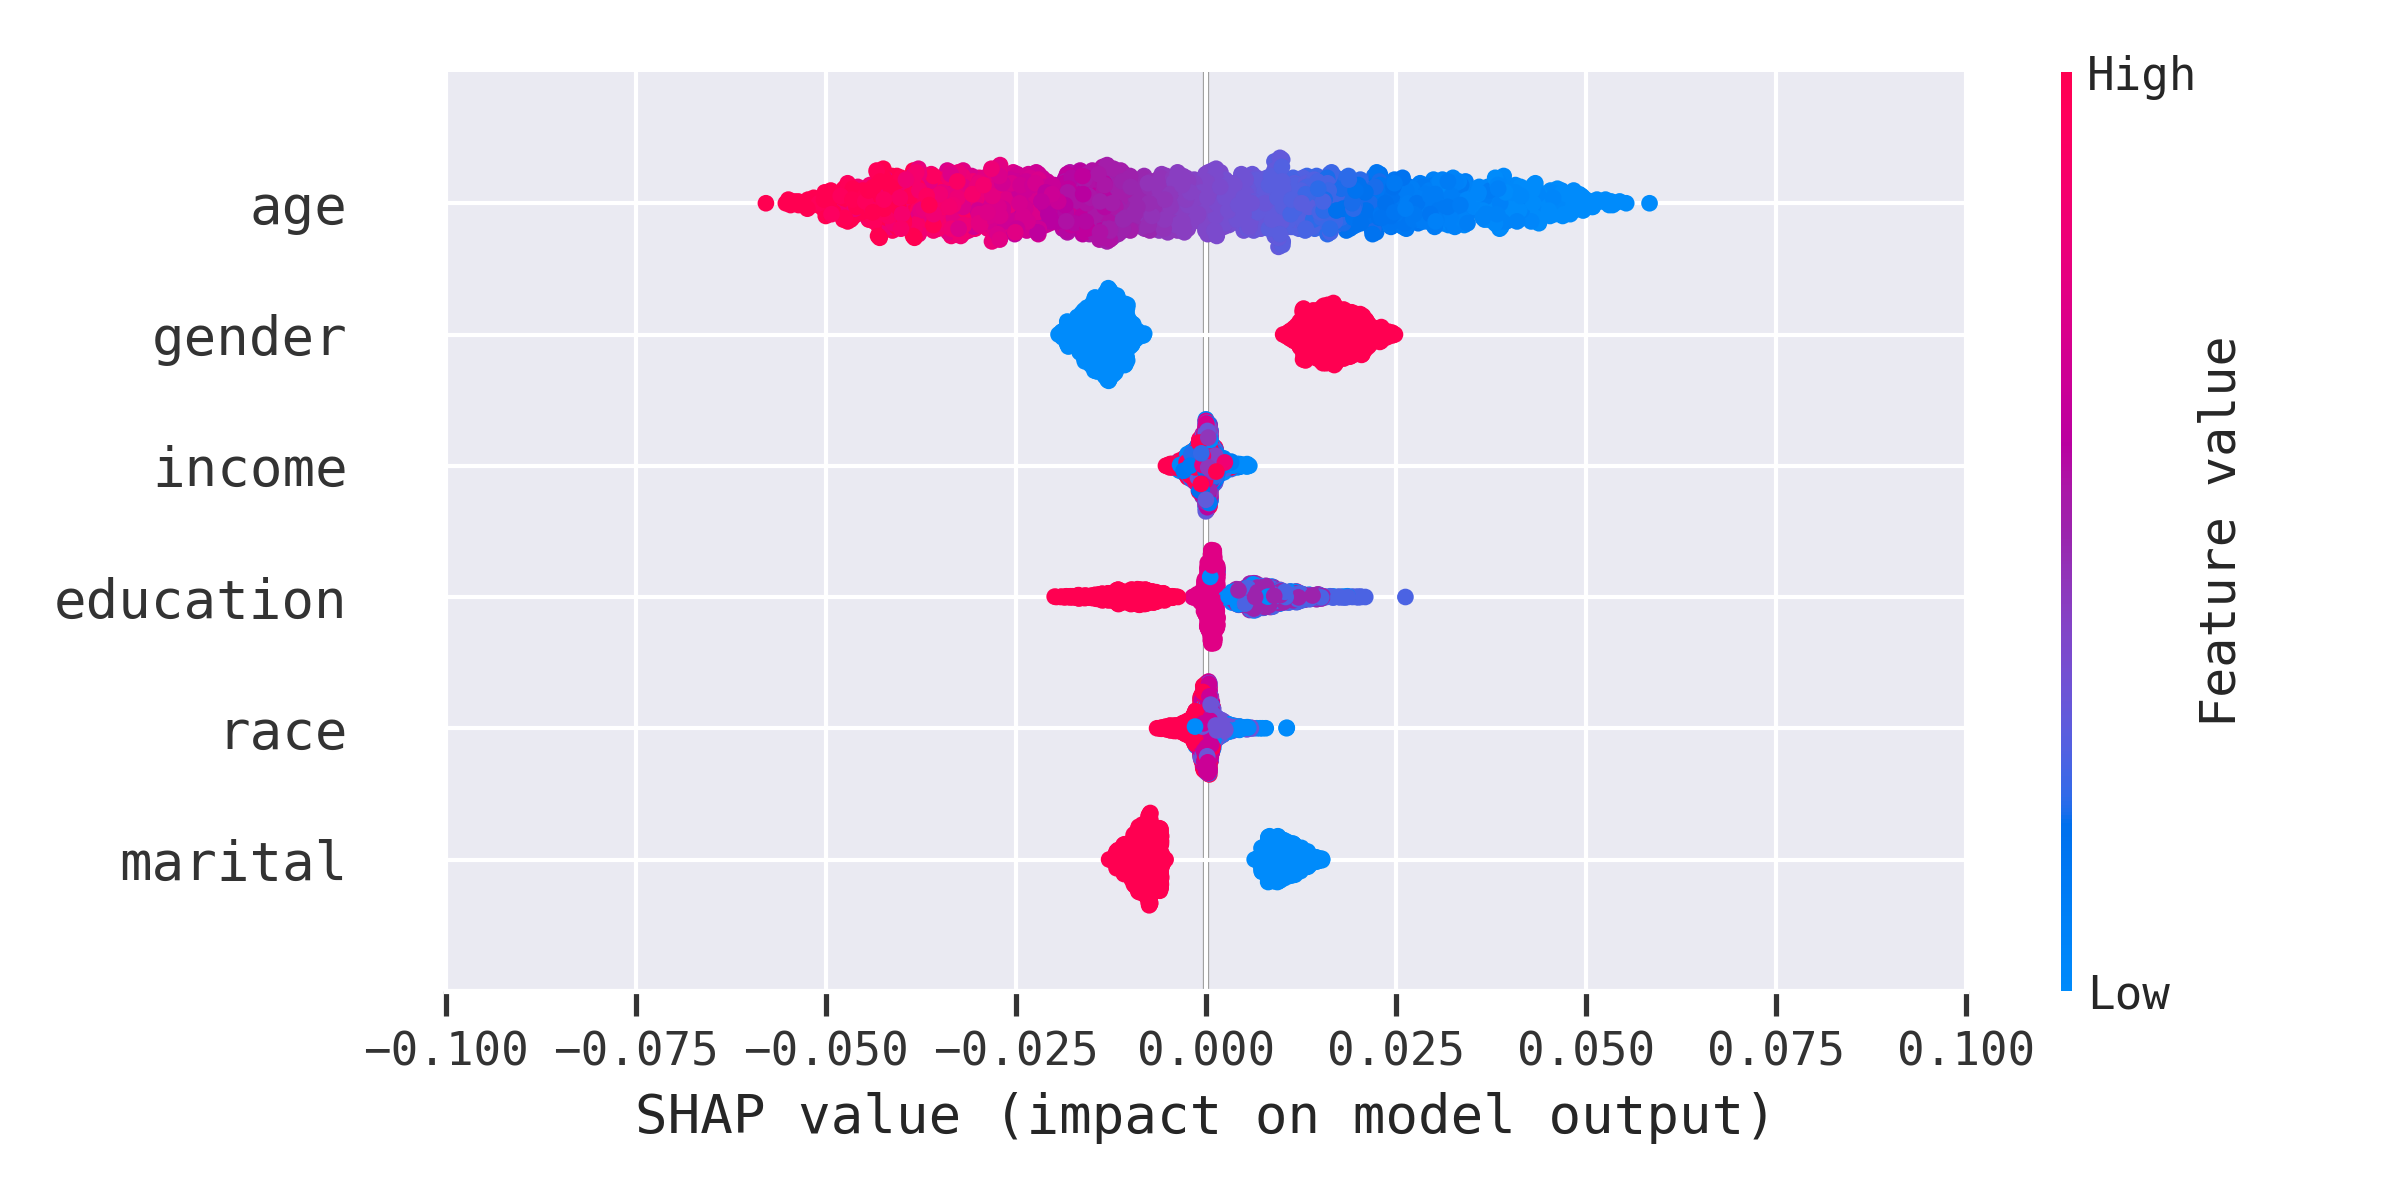 High
age
gender
income
education
race
marital
Feature value
Low
−0.100 −0.075 −0.050 −0.025 0.000 0.025 0.050 0.075 0.100
SHAP value (impact on model output)